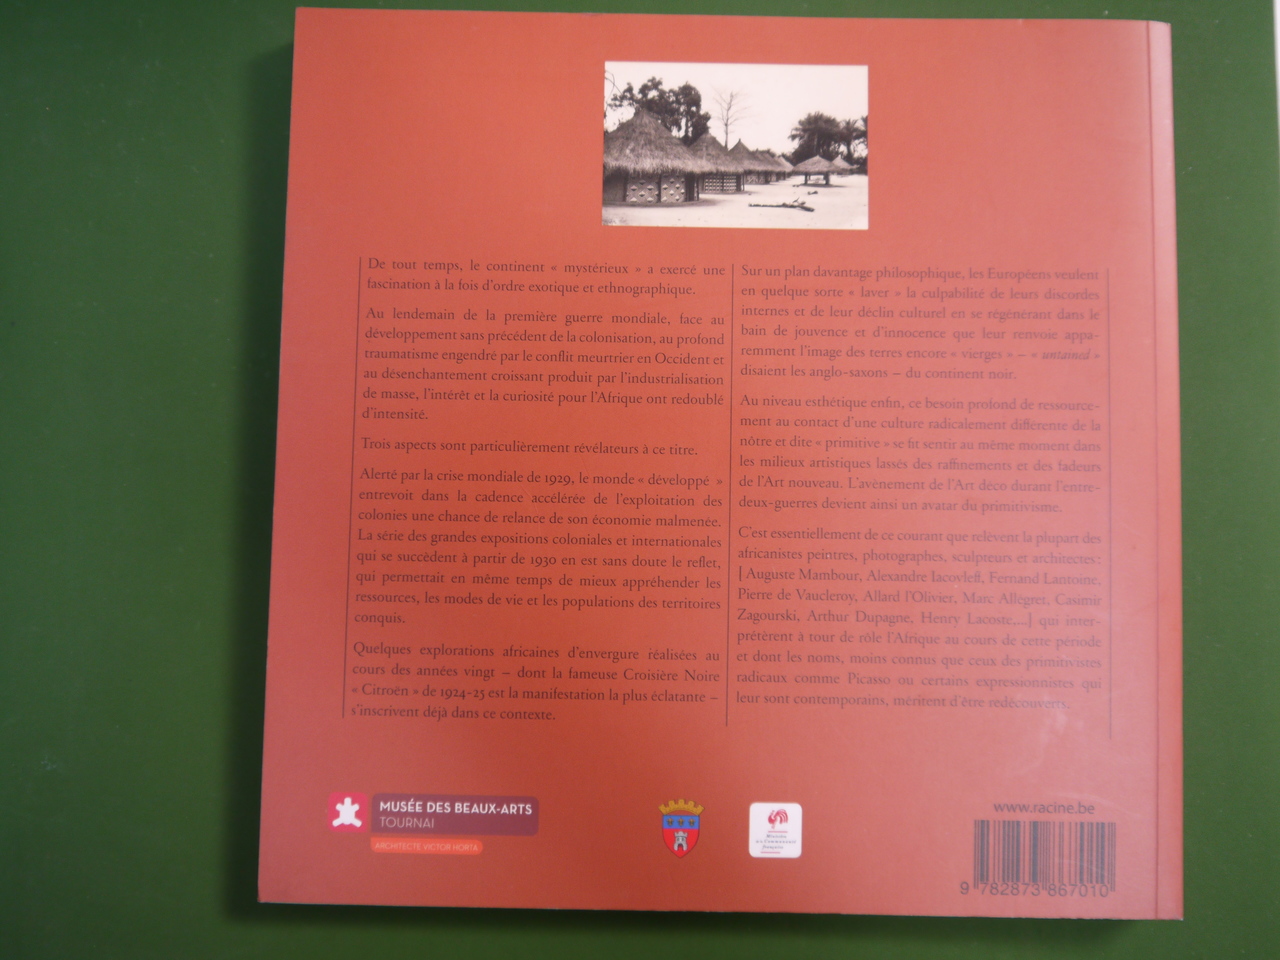 De tout temps, le continent « mystérieux » a exercé une
fascination à la fois d'ordre exotique et ethnographique.
Au lendemain de la première guerre mondiale, face au
développement sans précédent de la colonisation, au profond
traumatisme engendré par le conflit meurtrier en Occident et
au désenchantement croissant produit par l'industrialisation
de masse, l'intérêt et la curiosité pour l'Afrique ont redoublé
d'intensité.
Trois aspects sont particulièrement révélateurs à ce titre.
Alerté par la crise mondiale de 1929, le monde « développé »
entrevoit dans la cadence accélérée de l'exploitation des
colonies une chance de relance de son économie malmenée.
La série des grandes expositions coloniales et internationales
qui se succèdent à partir de 1930 en est sans doute le reflet,
qui permettait en même temps de mieux appréhender les
ressources, les modes de vie et les populations des territoires
conquis.
Quelques explorations africaines d'envergure réalisées au
cours des années vingt – dont la fameuse Croisière Noire
« Citroën » de 1924-25 est la manifestation la plus éclatante –
s'inscrivent déjà dans ce contexte.
Sur un plan davantage philosophique, les Européens veulent
en quelque sorte « laver » la culpabilité de leurs discordes
internes et de leur déclin culturel en se régénérant dans le
bain de jouvence et d'innocence que leur renvoie appa-
remment l'image des terres encore « vierges » – « untained »
disaient les anglo-saxons – du continent noir.
Au niveau esthétique enfin, ce besoin profond de ressource-
ment au contact d'une culture radicalement différente de la
nôtre et dite « primitive » se fit sentir au même moment dans
les milieux artistiques lassés des raffinements et des fadeurs
de l'Art nouveau. L'avènement de l'Art déco durant l'entre-
deux-guerres devient ainsi un avatar du primitivisme.
C'est essentiellement de ce courant que relèvent la plupart des
africanistes peintres, photographes, sculpteurs et architectes :
[ Auguste Mambour, Alexandre Iacovleff, Fernand Lantoine,
Pierre de Vaucleroy, Allard l'Olivier, Marc Allégret, Casimir
Zagourski, Arthur Dupagne, Henry Lacoste,...] qui inter-
prétèrent à tour de rôle l'Afrique au cours de cette période
et dont les noms, moins connus que ceux des primitivistes
radicaux comme Picasso ou certains expressionnistes qui
leur sont contemporains, méritent d'être redécouverts.
MUSÉE DES BEAUX-ARTS
TOURNAI
ARCHITECTE VICTOR HORTA
Ministère
de la Communauté
française
www.racine.be
9 782873 867010